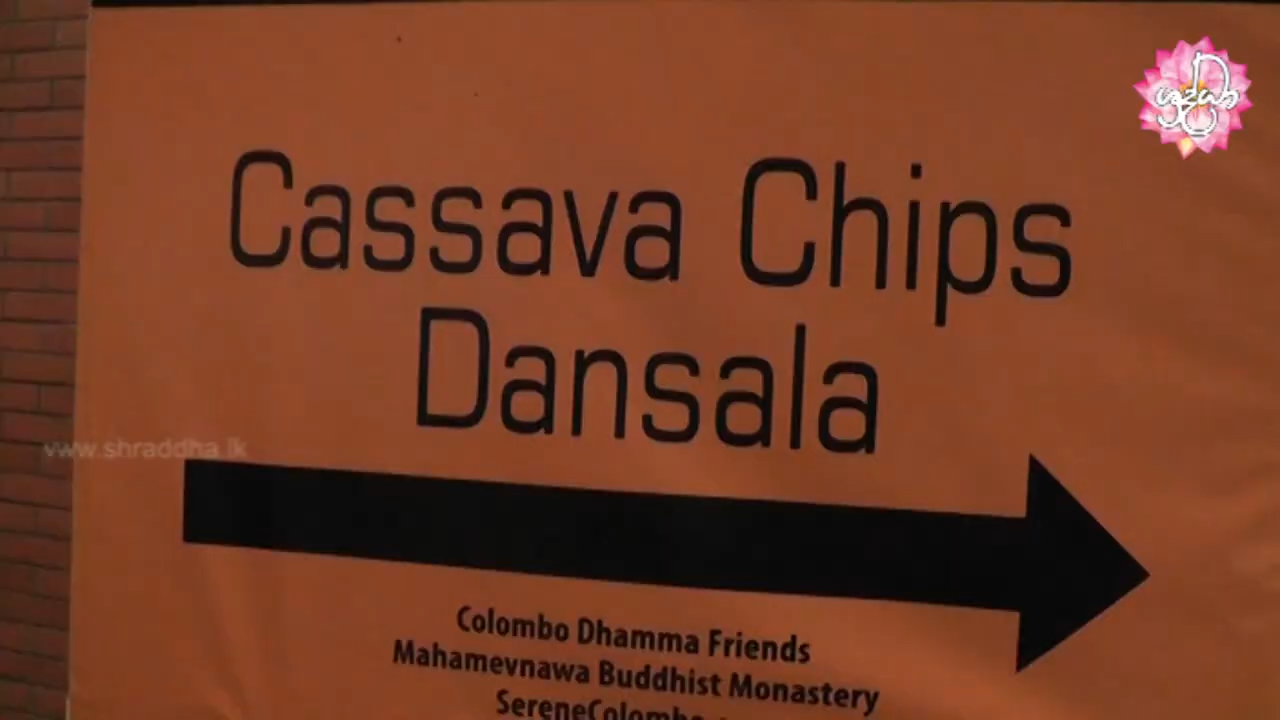 Cassava Chips
Dansala
www.shraddha.lk
Colombo Dhamma Friends
Mahamevnawa Buddhist Monastery